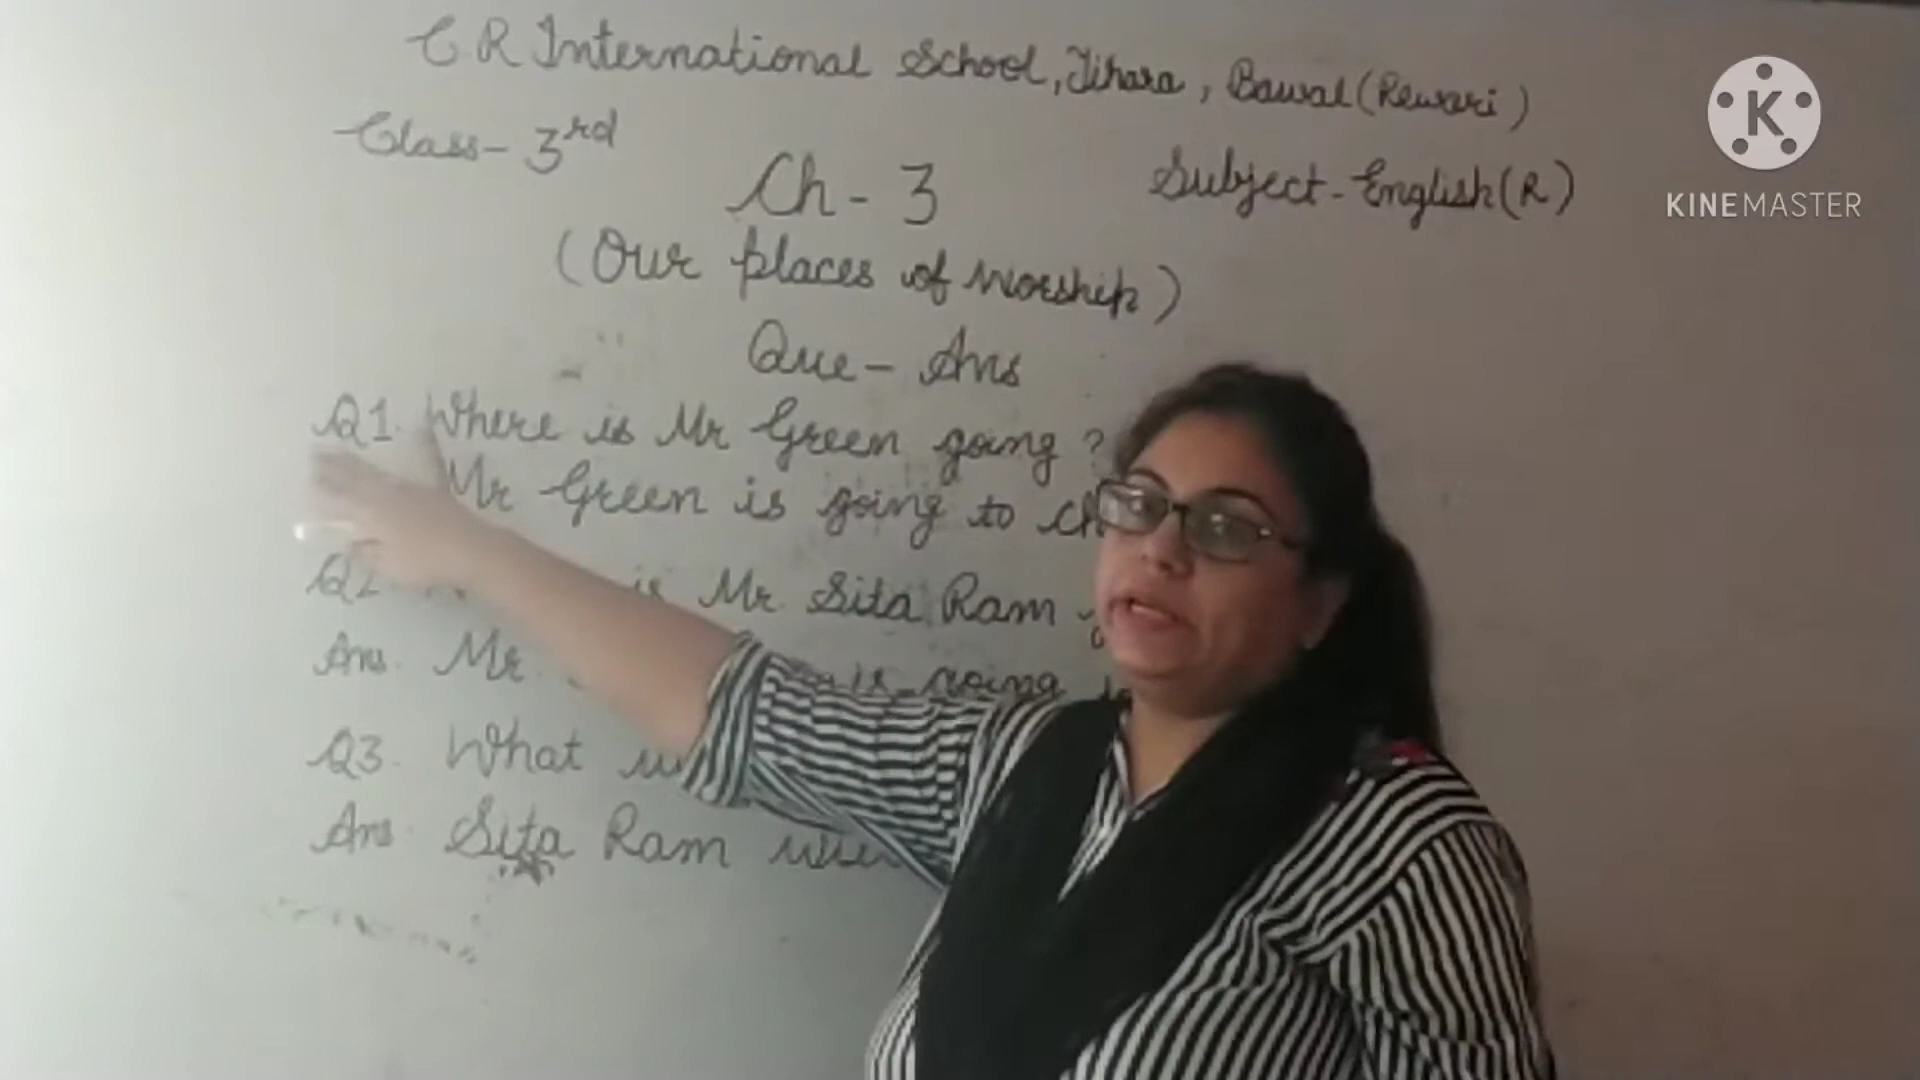 C R International School, Jihara, Bawal (Rewari)
Class - 3rd
Ch - 3
Subject - English (R)
(Our places of worship)
Que - Ans
Q1. Where is Mr Green going ?
Mr Green is going to
Q2 is Mr. Sita Ram
Ans. Mr. is going
Q3. What
Ans. Sita Ram
K
KINEMASTER